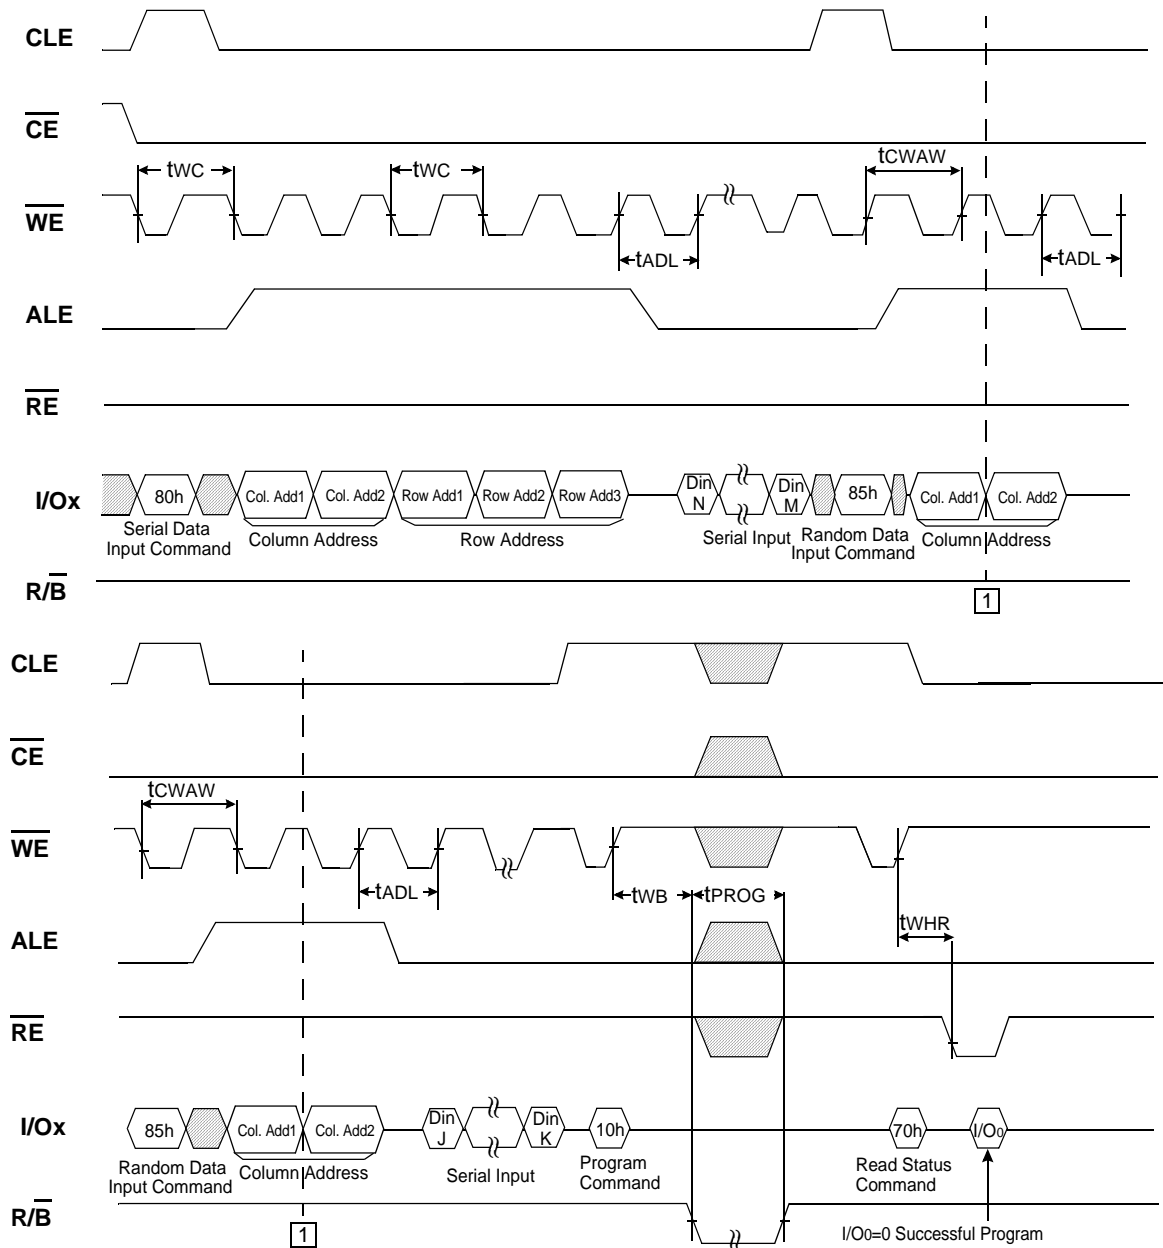 CLE
CE
tWC
tWC
tCWAW
WE
tADL
tADL
ALE
RE
I/Ox
80h
Col. Add1
Col. Add2
Row Add1
Row Add2
Row Add3
Din
N
Din
M
85h
Col. Add1
Col. Add2
Serial Data
Input Command
Column Address
Row Address
Serial Input
Random Data
Input Command
Column Address
R/B
1
CLE
CE
tCWAW
WE
tADL
tWB
tPROG
tWHR
ALE
RE
I/Ox
85h
Col. Add1
Col. Add2
Din
J
Din
K
10h
70h
I/O0
Random Data
Input Command
Column Address
Serial Input
Program
Command
Read Status
Command
R/B
1
I/O0=0 Successful Program